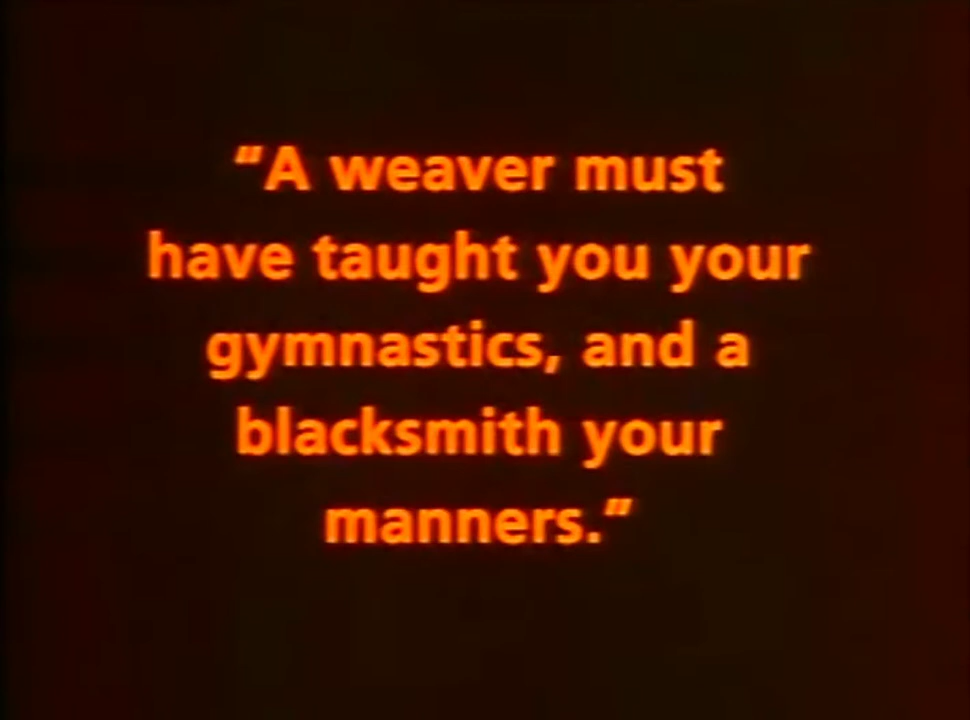 “A weaver must
have taught you your
gymnastics, and a
blacksmith your
manners.”